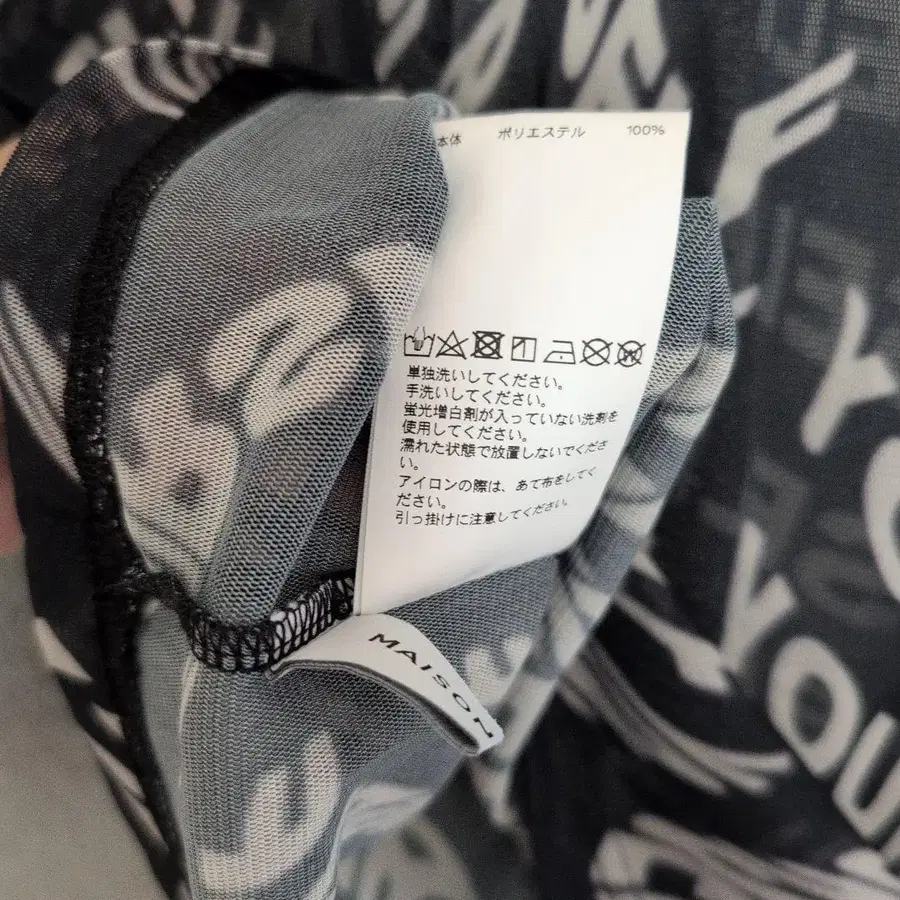 本体 ポリエステル 100%
単独洗いしてください。
手洗いしてください。
蛍光増白剤が入っていない洗剤を
使用してください。
濡れた状態で放置しないでくださ
い。
アイロンの際は、あて布をしてく
ださい。
引っ掛けに注意してください。
MAISON
YOU